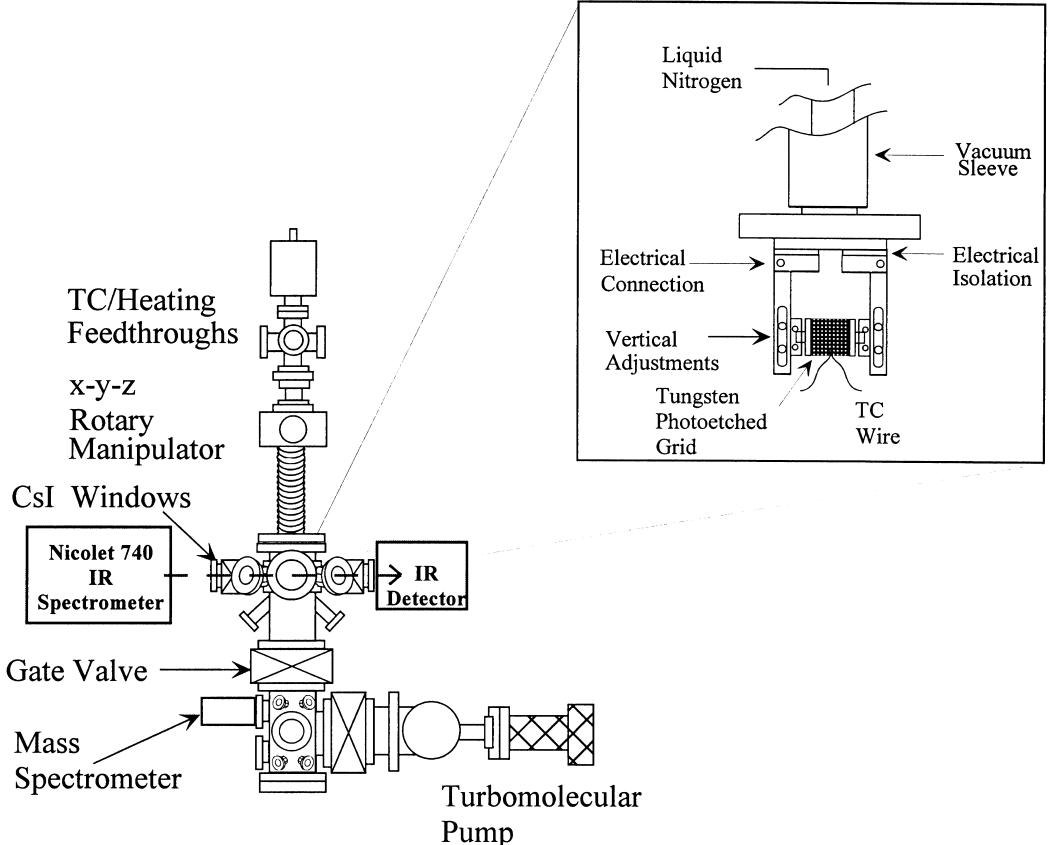 Liquid
Nitrogen
Vacuum
Sleeve
Electrical
Connection
Electrical
Isolation
Vertical
Adjustments
Tungsten
Photoetched
Grid
TC
Wire
TC/Heating
Feedthroughs
x-y-z
Rotary
Manipulator
CsI Windows
Nicolet 740
IR
Spectrometer
IR
Detector
Gate Valve
Mass
Spectrometer
Turbomolecular
Pump